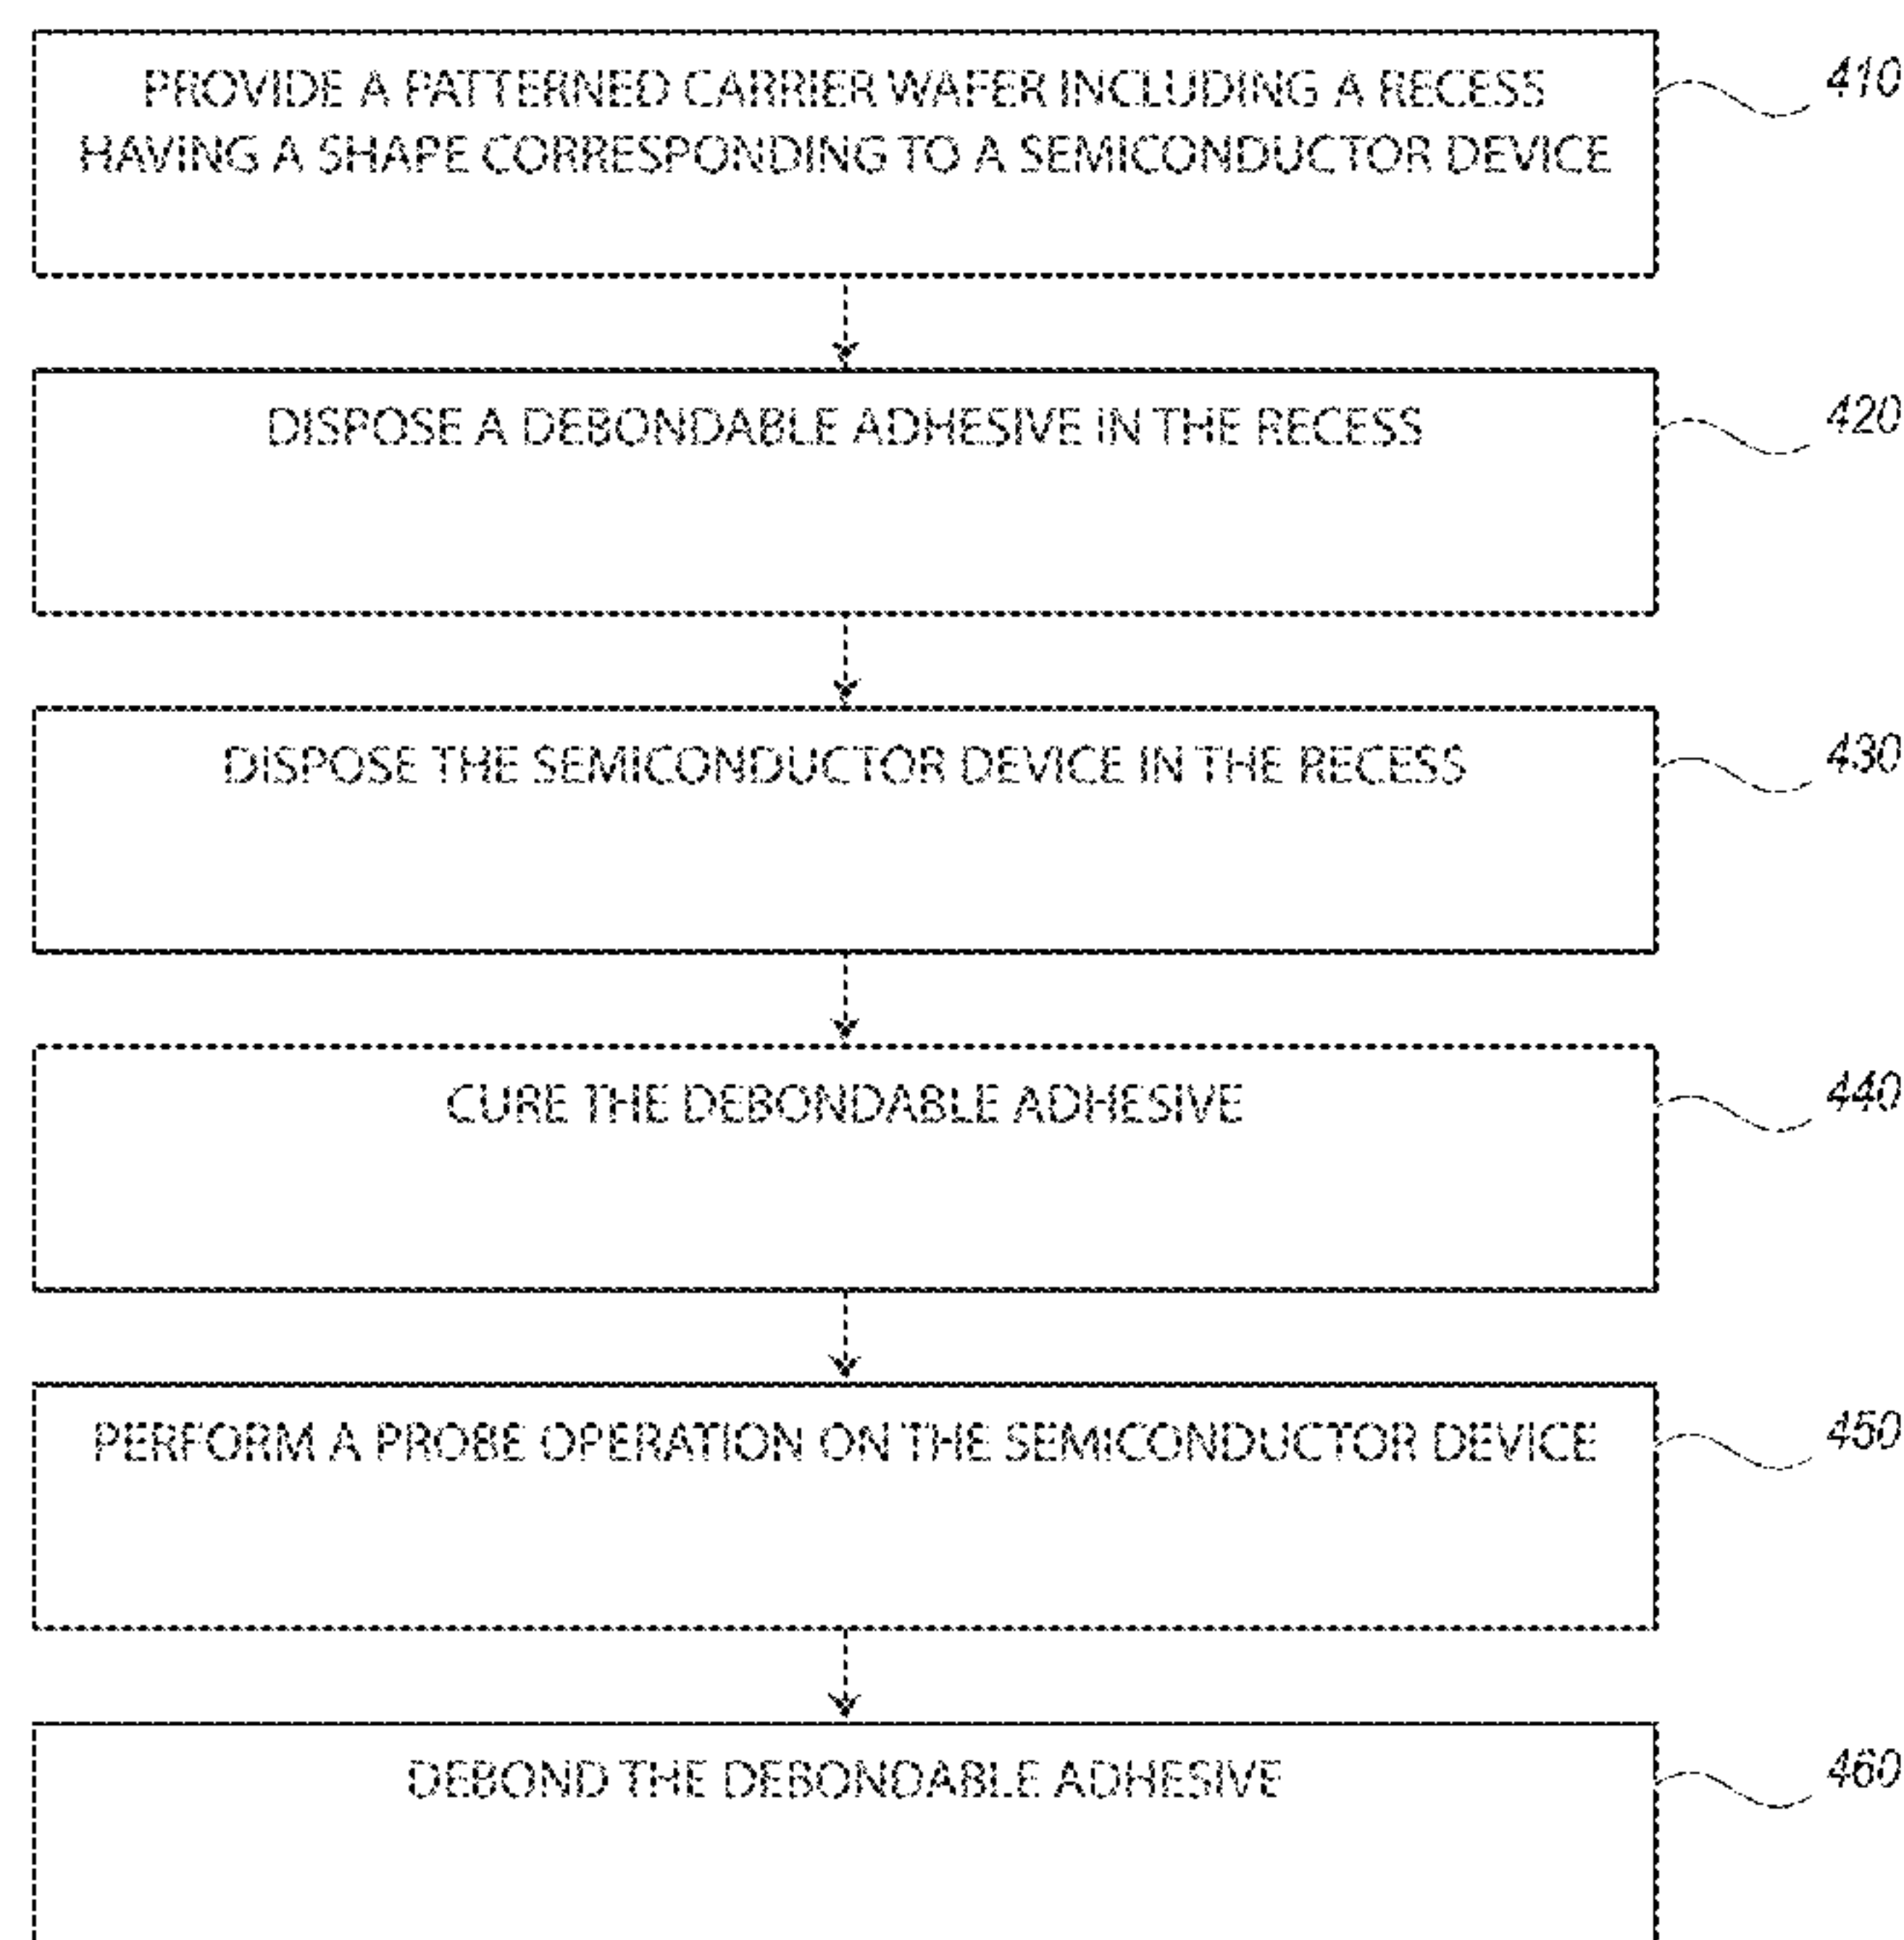 PROVIDE A PATTERNED CARRIER WAFER INCLUDING A RECESS
HAVING A SHAPE CORRESPONDING TO A SEMICONDUCTOR DEVICE
410
DISPOSE A DEBONDABLE ADHESIVE IN THE RECESS
420
DISPOSE THE SEMICONDUCTOR DEVICE IN THE RECESS
430
CURE THE DEBONDABLE ADHESIVE
440
PERFORM A PROBE OPERATION ON THE SEMICONDUCTOR DEVICE
450
DEBOND THE DEBONDABLE ADHESIVE
460